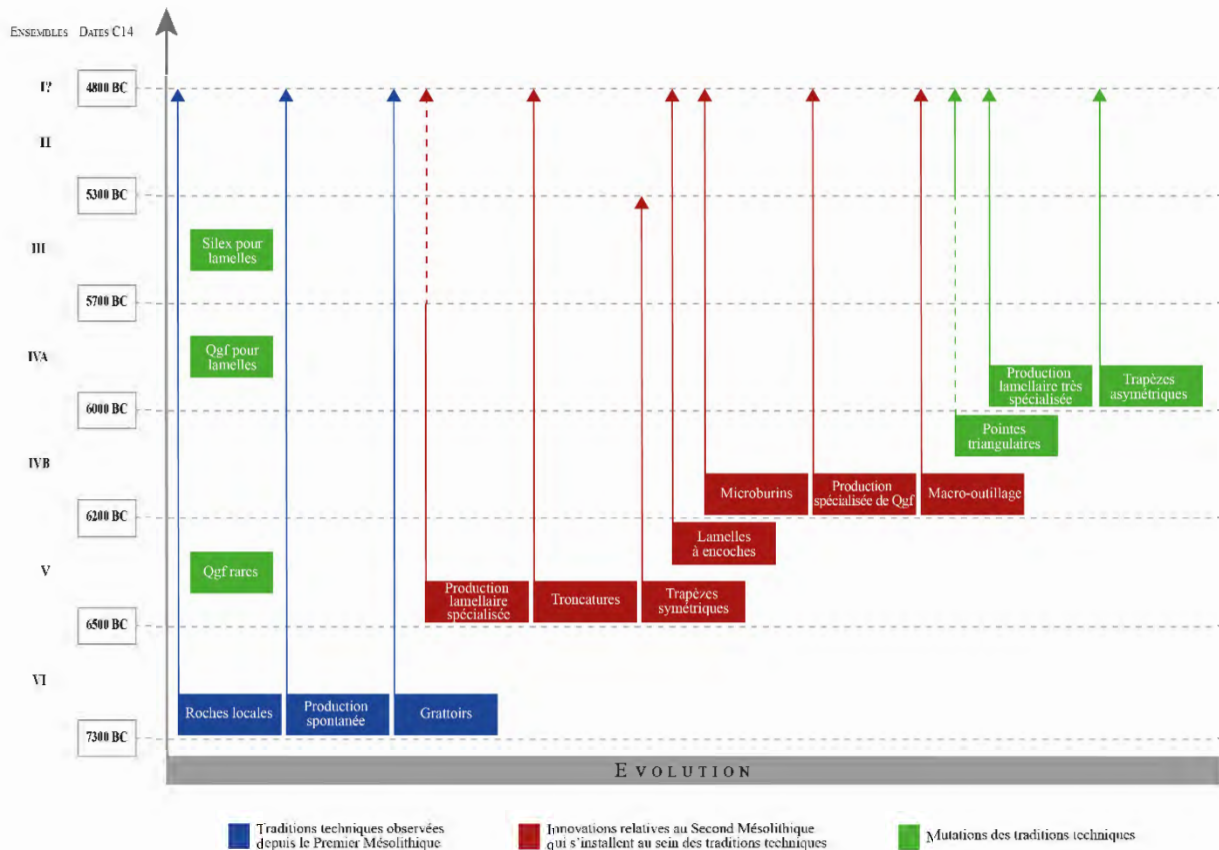 ENSEMBLES DATES C14
I? 4800 BC
II
5300 BC
III
Silex pour
lamelles
5700 BC
IVA
Qgf pour
lamelles
Production
lamellaire très
spécialisée
Trapèzes
asymétriques
6000 BC
Pointes
triangulaires
IVB
Microburins
Production
spécialisée de Qgf
Macro-outillage
6200 BC
Lamelles
à encoches
V
Qgf rares
Production
lamellaire
spécialisée
Troncatures
Trapèzes
symétriques
6500 BC
VI
Roches locales
Production
spontanée
Grattoirs
7300 BC
EVOLUTION
Traditions techniques observées
depuis le Premier Mésolithique
Innovations relatives au Second Mésolithique
qui s'installent au sein des traditions techniques
Mutations des traditions techniques